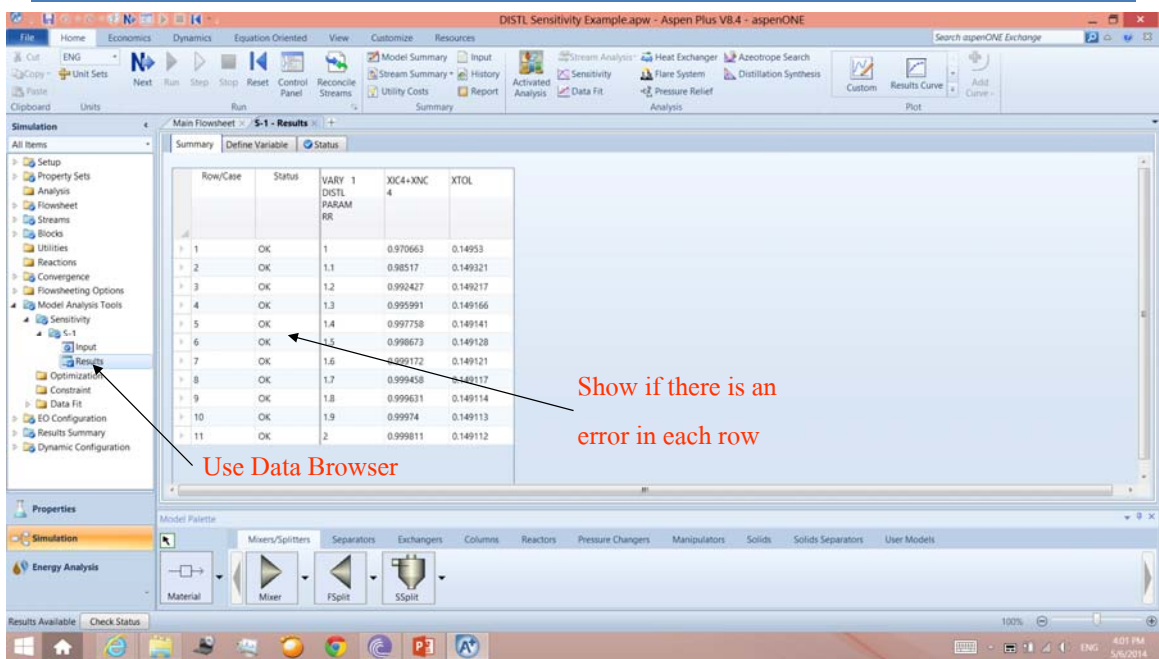 DISTL Sensitivity Example.apw - Aspen Plus V8.4 - aspenONE
File Home Economics Dynamics Equation Oriented View Customize Resources Search aspenONE Exchange
Cut ENG
Copy Unit Sets
Paste
Next Run Step Stop Reset Control Panel Reconcile Streams
Model Summary Input
Stream Summary History
Utility Costs Report
Activated Analysis
Stream Analysis Heat Exchanger Azeotrope Search
Sensitivity Flare System Distillation Synthesis
Data Fit Pressure Relief
Custom Results Curve Add Curve
Clipboard Units Run Summary Analysis Plot
Simulation
Main Flowsheet S-1 - Results +
All Items
Summary Define Variable Status
Setup
Property Sets
Analysis
Flowsheet
Streams
Blocks
Utilities
Reactions
Convergence
Flowsheeting Options
Model Analysis Tools
Sensitivity
S-1
Input
Results
Optimization
Constraint
Data Fit
EO Configuration
Results Summary
Dynamic Configuration
Row/Case Status VARY 1 XIC4+XNC XTOL
DISTL 4
PARAM
RR
1 OK 1 0.970663 0.14953
2 OK 1.1 0.98517 0.149321
3 OK 1.2 0.992427 0.149217
4 OK 1.3 0.995991 0.149166
5 OK 1.4 0.997758 0.149141
6 OK 1.5 0.998673 0.149128
7 OK 1.6 0.999172 0.149121
8 OK 1.7 0.999458 0.149117
9 OK 1.8 0.999631 0.149114
10 OK 1.9 0.99974 0.149113
11 OK 2 0.999811 0.149112
Show if there is an
error in each row
Use Data Browser
Properties
Simulation
Energy Analysis
Model Palette
Mixers/Splitters Separators Exchangers Columns Reactors Pressure Changers Manipulators Solids Solids Separators User Models
Material Mixer FSplit SSplit
Results Available Check Status 100%
ENG 4:01 PM
5/6/2014